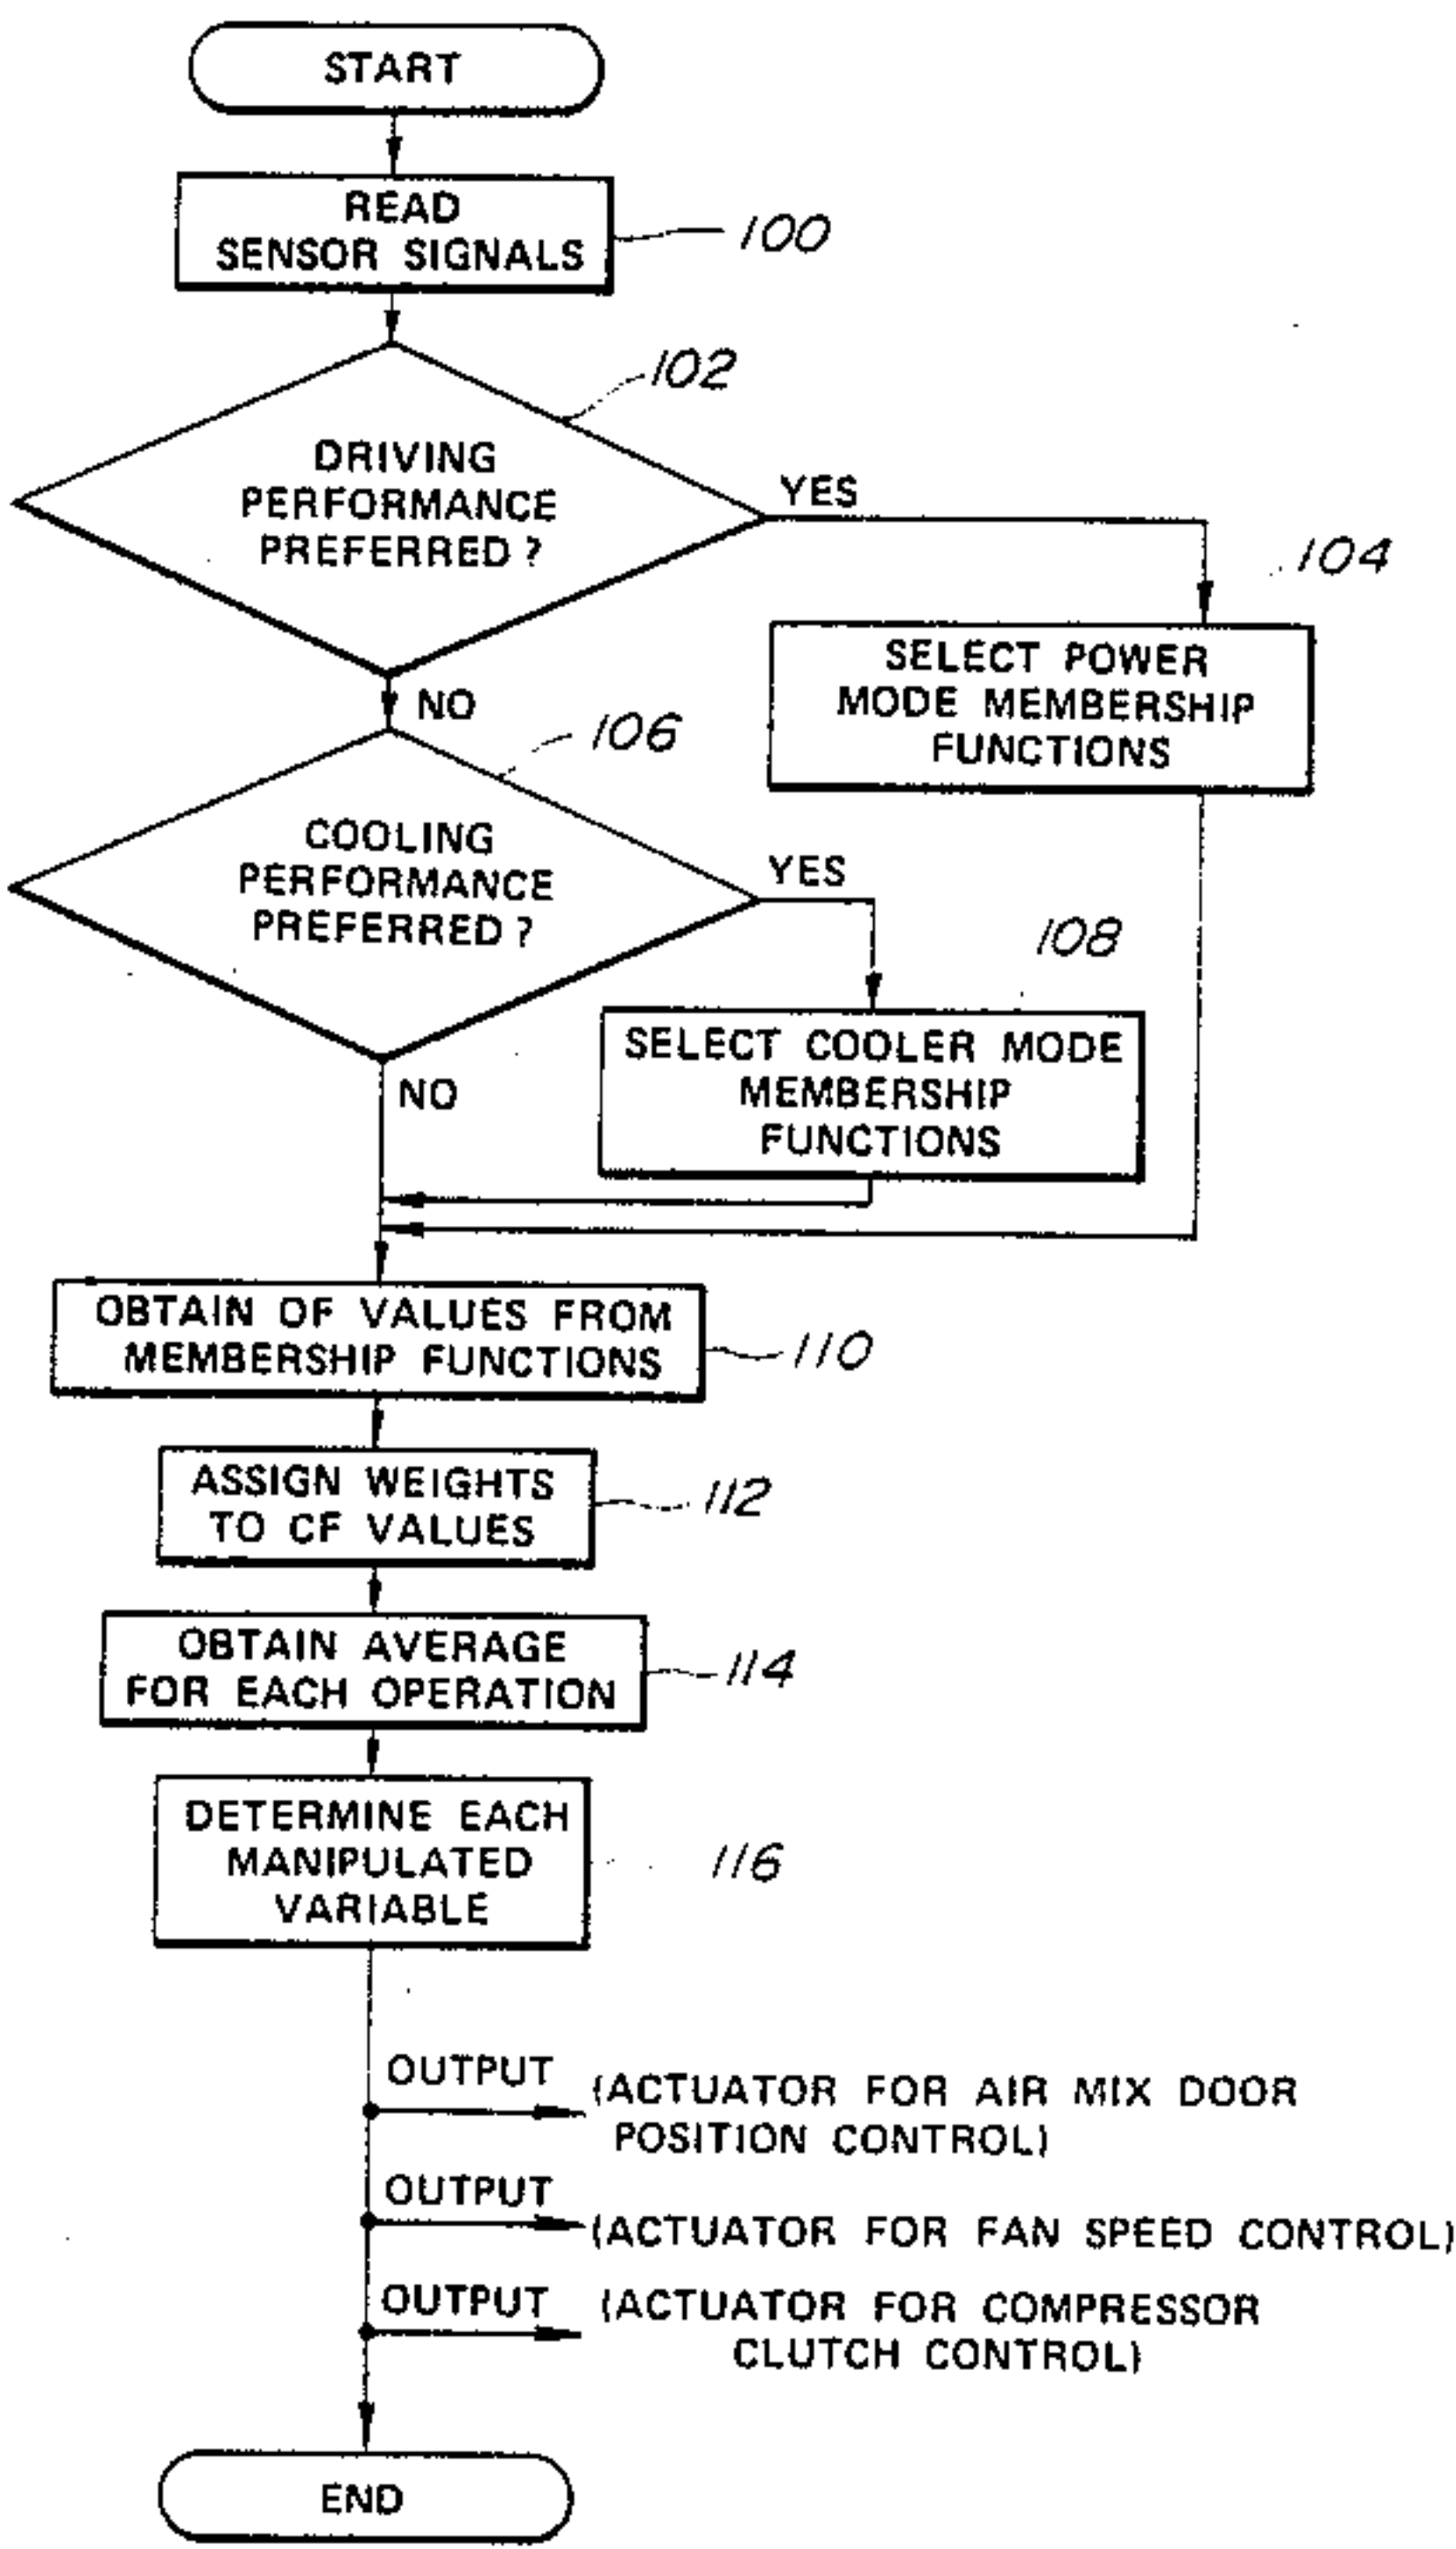 START
READ
SENSOR SIGNALS
100
102
DRIVING
PERFORMANCE
PREFERRED ?
YES
104
SELECT POWER
MODE MEMBERSHIP
FUNCTIONS
NO
106
COOLING
PERFORMANCE
PREFERRED ?
YES
108
SELECT COOLER MODE
MEMBERSHIP
FUNCTIONS
NO
OBTAIN OF VALUES FROM
MEMBERSHIP FUNCTIONS
110
ASSIGN WEIGHTS
TO CF VALUES
112
OBTAIN AVERAGE
FOR EACH OPERATION
114
DETERMINE EACH
MANIPULATED
VARIABLE
116
OUTPUT
(ACTUATOR FOR AIR MIX DOOR
POSITION CONTROL)
OUTPUT
(ACTUATOR FOR FAN SPEED CONTROL)
OUTPUT
(ACTUATOR FOR COMPRESSOR
CLUTCH CONTROL)
END